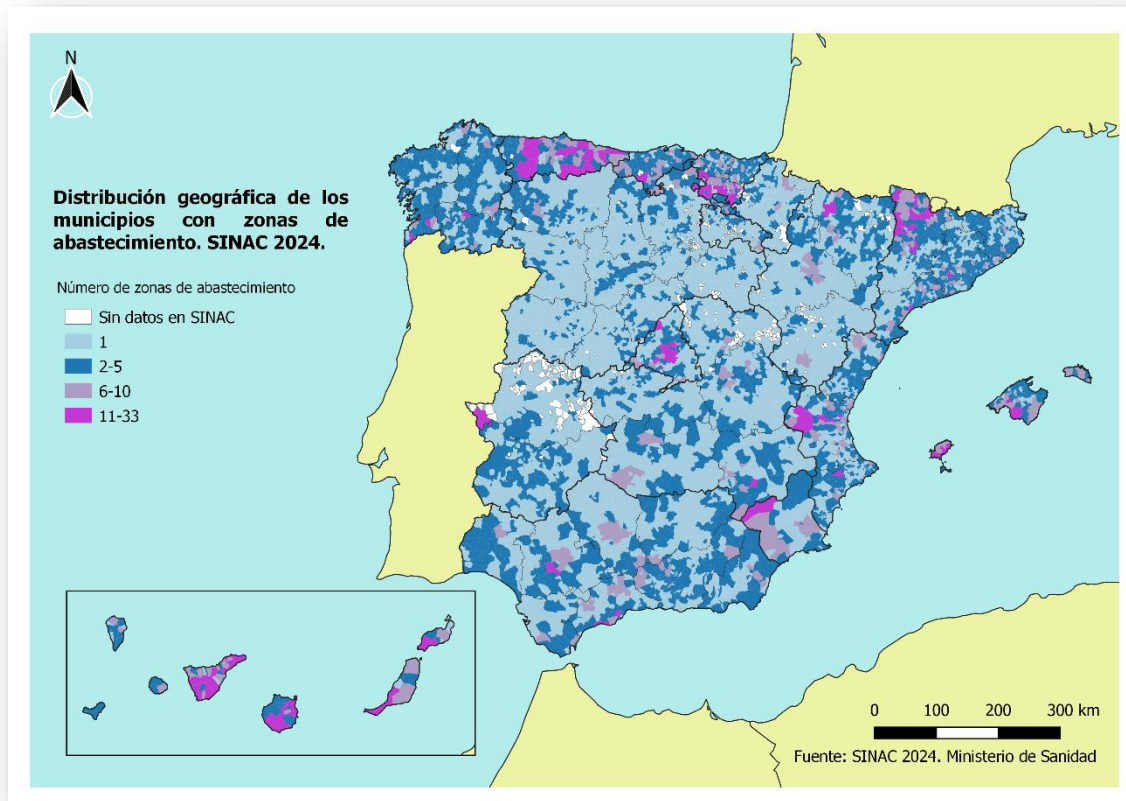 N
Distribución geográfica de los
municipios con zonas de
abastecimiento. SINAC 2024.
Número de zonas de abastecimiento
Sin datos en SINAC
1
2-5
6-10
11-33
0 100 200 300 km
Fuente: SINAC 2024. Ministerio de Sanidad